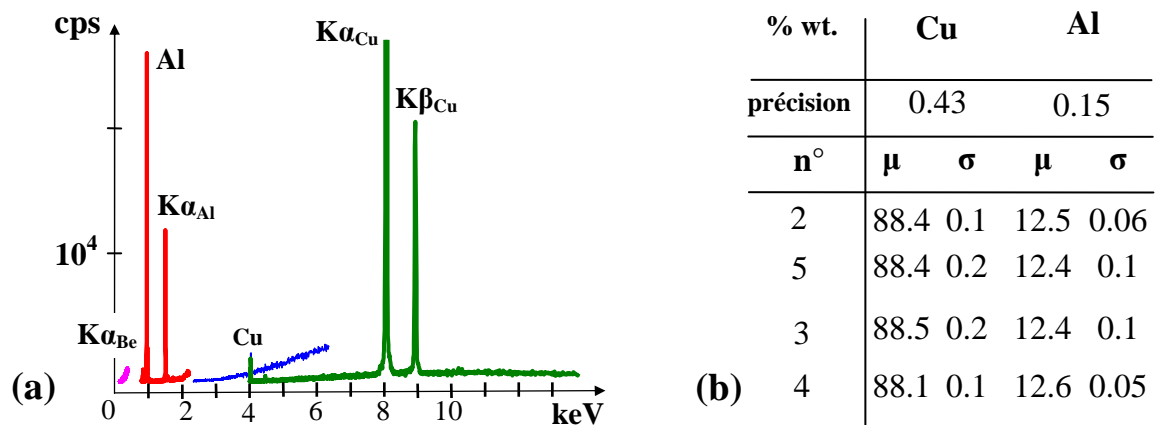 cps
Al
Kα_Al
Kα_Cu
Kβ_Cu
10⁴
Kα_Be
Cu
0 2 4 6 8 10 keV
(a)
% wt. Cu Al
précision 0.43 0.15
n° μ σ μ σ
2 88.4 0.1 12.5 0.06
5 88.4 0.2 12.4 0.1
3 88.5 0.2 12.4 0.1
4 88.1 0.1 12.6 0.05
(b)